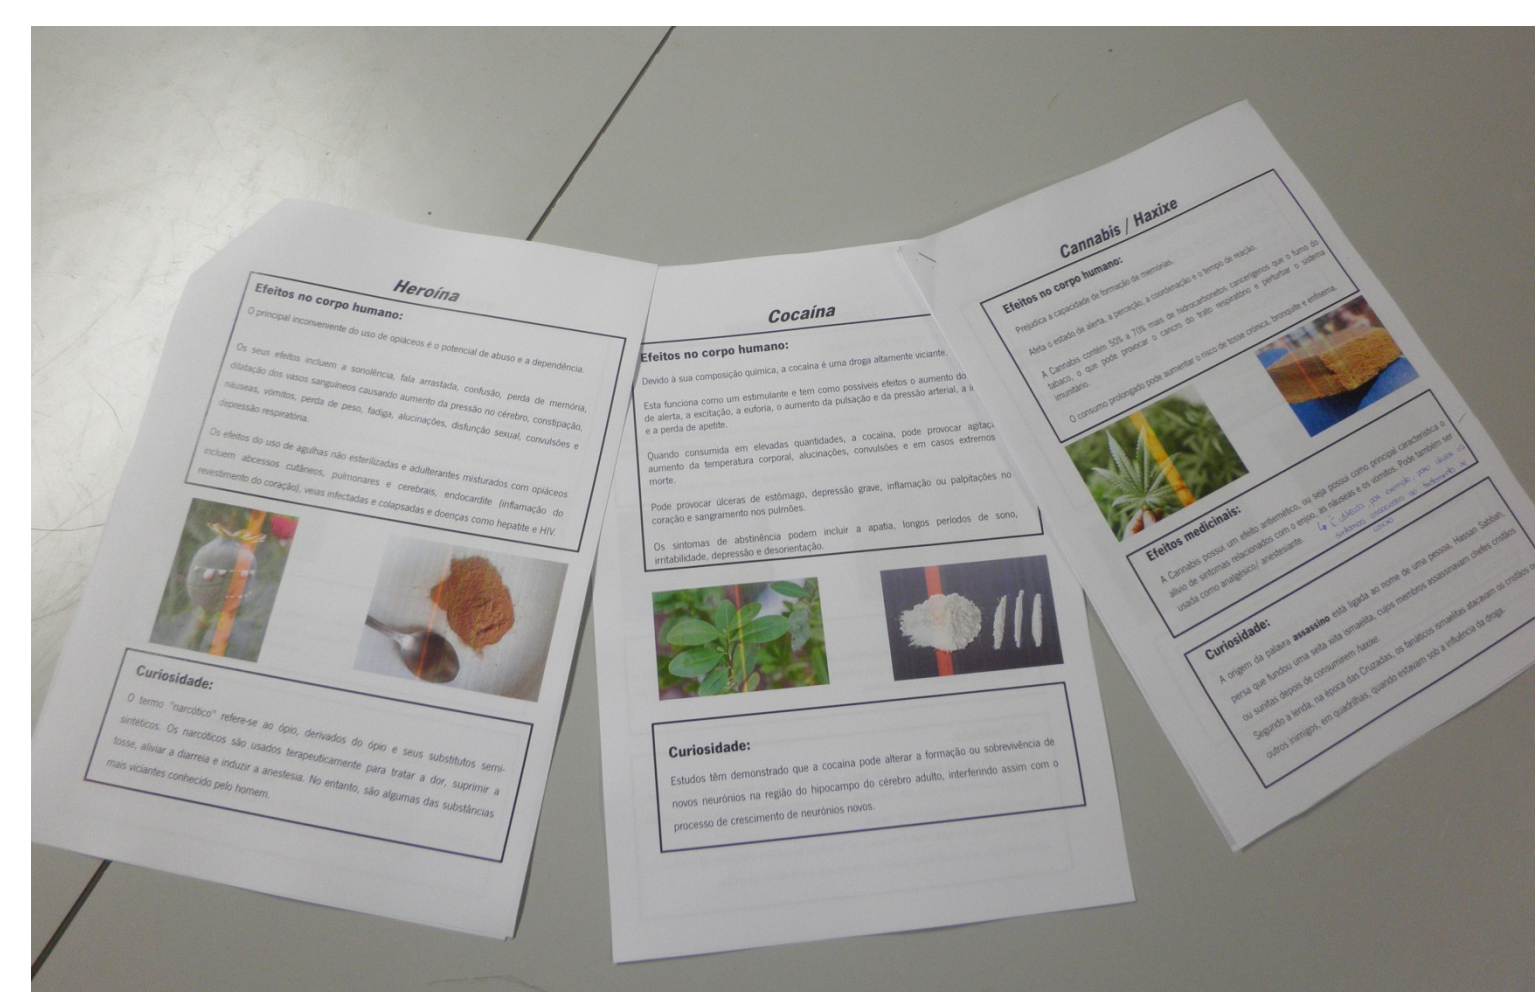 Heroína
Efeitos no corpo humano:
O principal inconveniente do uso de opiáceos é o potencial de abuso e a dependência.
Os seus efeitos incluem a sonolência, fala arrastada, confusão, perda de memória,
dilatação dos vasos sanguíneos causando aumento da pressão no cérebro, constipação,
náuseas, vómitos, perda de peso, fadiga, alucinações, disfunção sexual, convulsões e
depressão respiratória.
Os efeitos do uso de agulhas não esterilizadas e adulterantes misturados com opiáceos
incluem abcessos cutâneos, pulmonares e cerebrais, endocardite (inflamação do
revestimento do coração), veias infectadas e colapsadas e doenças como hepatite e HIV.
Curiosidade:
O termo "narcótico" refere-se ao ópio, derivados do ópio e seus substitutos semi-
sintéticos. Os narcóticos são usados terapeuticamente para tratar a dor, suprimir a
tosse, aliviar a diarreia e induzir a anestesia. No entanto, são algumas das substâncias
mais viciantes conhecido pelo homem.
Cocaína
Efeitos no corpo humano:
Devido à sua composição química, a cocaína é uma droga altamente viciante.
Esta funciona como um estimulante e tem como possíveis efeitos o aumento do
de alerta, a excitação, a euforia, o aumento da pulsação e da pressão arterial, a
e a perda de apetite.
Quando consumida em elevadas quantidades, a cocaína, pode provocar
aumento da temperatura corporal, alucinações, convulsões e em casos extremos
morte.
Pode provocar úlceras de estômago, depressão grave, inflamação ou palpitações no
coração e sangramento nos pulmões.
Os sintomas de abstinência podem incluir a apatia, longos períodos de sono,
irritabilidade, depressão e desorientação.
Curiosidade:
Estudos têm demonstrado que a cocaína pode alterar a formação ou sobrevivência de
novos neurónios na região do hipocampo do cérebro adulto, interferindo assim com o
processo de crescimento de neurónios novos.
Cannabis / Haxixe
Efeitos no corpo humano:
Prejudica a capacidade de formação de memórias.
Afeta o estado de alerta, a perceção, a coordenação e o tempo de reação.
A Cannabis contém 50% a 70% mais de hidrocarbonetos cancerígenos que o fumo do
tabaco, o que pode provocar o cancro do trato respiratório e perturbar o sistema
imunitário.
O consumo prolongado pode aumentar o risco de tosse crónica, bronquite e enfisema.
Efeitos medicinais:
A Cannabis possui um efeito antiemético, ou seja possui como principal característica o
alívio de sintomas relacionados com o enjoo, as náuseas e os vómitos. Pode também ser
usada como analgésico/ anestesiante.
por exemplo, para aliviar os
sintomas associados ao tratamento do
cancro
Curiosidade:
A origem da palavra assassino está ligada ao nome de uma pessoa, Hassan Sabbah,
persa que fundou uma seita xiita ismaelita, cujos membros assassinavam chefes cristãos
ou sunitas depois de consumirem haxixe.
Segundo a lenda, na época das Cruzadas, os fanáticos ismaelitas atacavam os cristãos
outros inimigos, em quadrilhas, quando estavam sob a influência da droga.